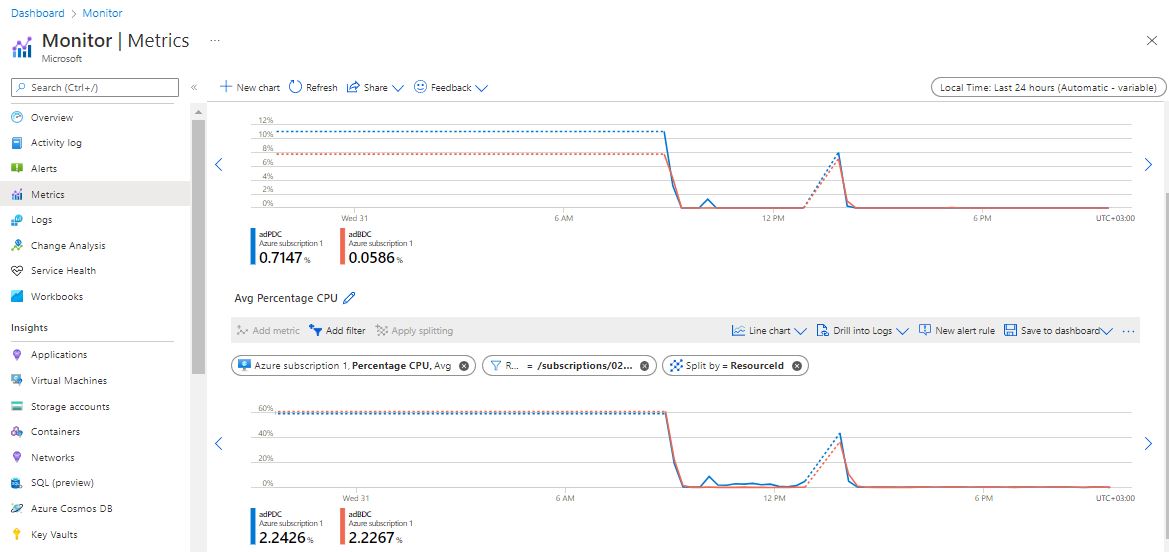 Dashboard > Monitor
Monitor | Metrics ...
Microsoft
Search (Ctrl+/)
«
New chart Refresh Share Feedback
Local Time: Last 24 hours (Automatic - variable)
Overview
Activity log
Alerts
Metrics
Logs
Change Analysis
Service Health
Workbooks
Insights
Applications
Virtual Machines
Storage accounts
Containers
Networks
SQL (preview)
Azure Cosmos DB
Key Vaults
12%
10%
8%
6%
4%
2%
0%
Wed 31 6 AM 12 PM 6 PM UTC+03:00
adPDC adBDC
Azure subscription 1 Azure subscription 1
0.7147 % 0.0586 %
Avg Percentage CPU
Add metric Add filter Apply splitting
Line chart Drill into Logs New alert rule Save to dashboard ...
Azure subscription 1, Percentage CPU, Avg R... = /subscriptions/02... Split by = ResourceId
60%
40%
20%
0%
Wed 31 6 AM 12 PM 6 PM UTC+03:00
adPDC adBDC
Azure subscription 1 Azure subscription 1
2.2426 % 2.2267 %